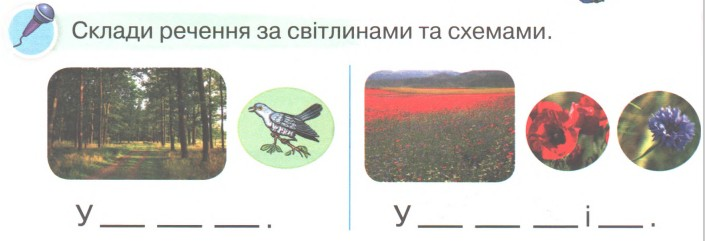 Склади речення за світлинами та схемами.
У ___ ___ ___ .
У ___ ___ ___ і ___ .